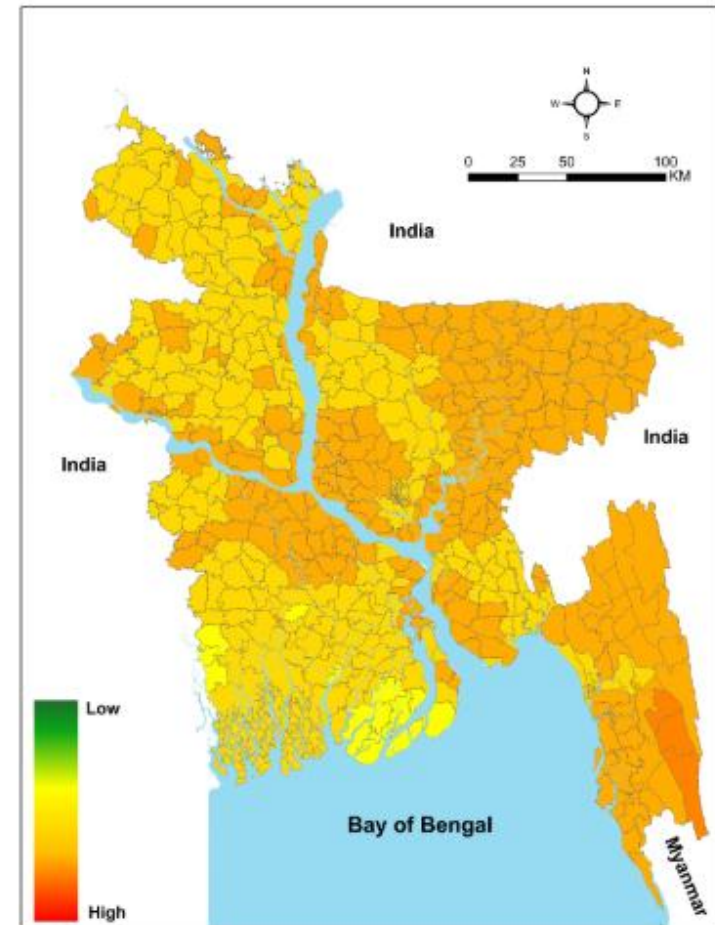 N
W E
S
0 25 50 100
KM
India
India
India
Low
Bay of Bengal
Myanmar
High